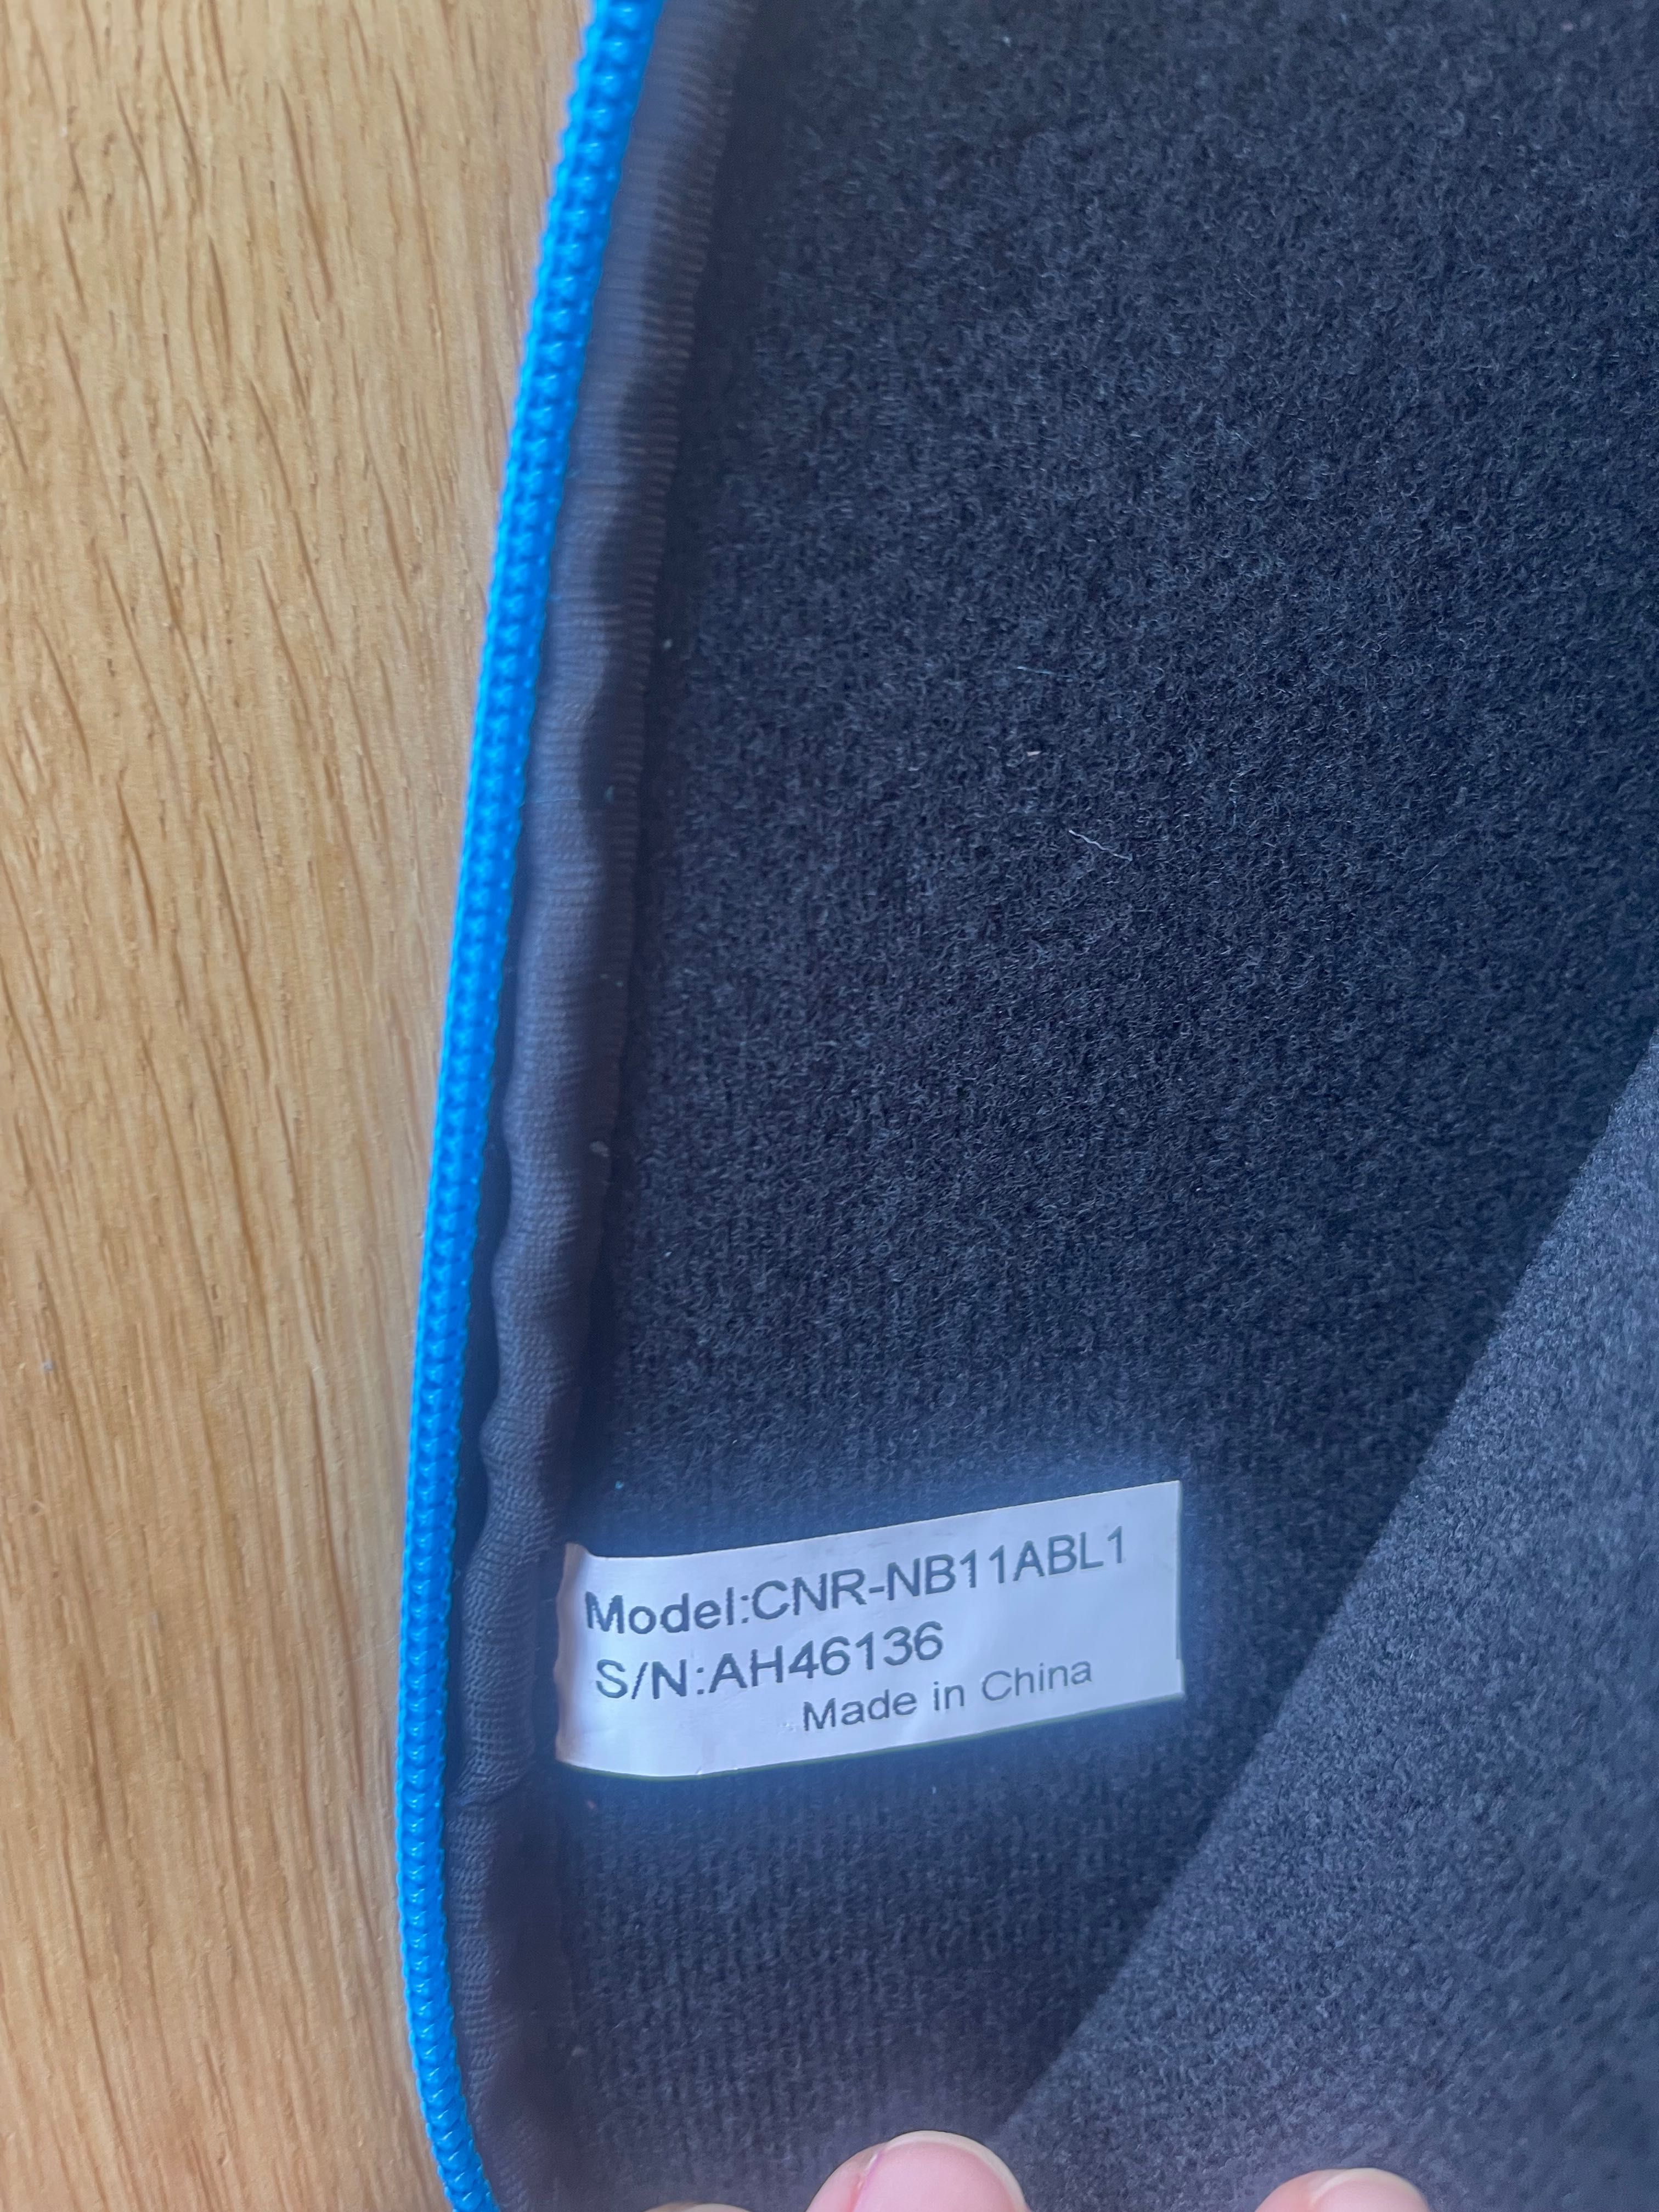 Model:CNR-NB11ABL1
S/N:AH46136
Made in China